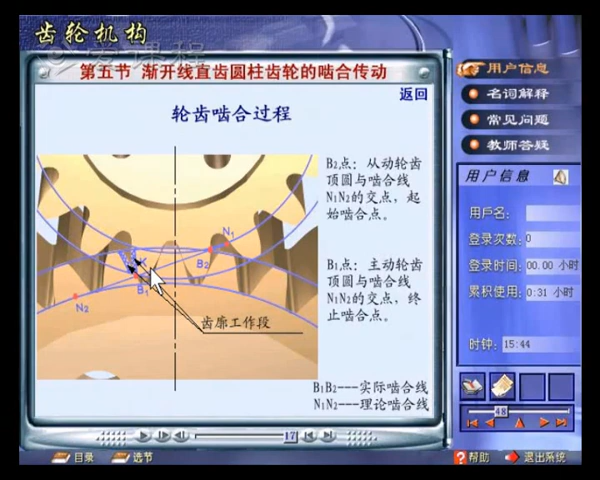 齿轮机构
爱课程
第五节 渐开线直齿圆柱齿轮的啮合传动
返回
轮齿啮合过程
B2点：从动轮齿
顶圆与啮合线
N1N2的交点，起
始啮合点。
B1点：主动轮齿
顶圆与啮合线
N1N2的交点，终
止啮合点。
N1
B2
K
B1
N2
齿廓工作段
B1B2---实际啮合线
N1N2---理论啮合线
17
目录
选节
用户信息
名词解释
常见问题
教师答疑
用户信息
用戶名：
登录次数：0
登录时间：00.00 小时
累积使用：0:31 小时
时钟：15:44
48
帮助
退出系统